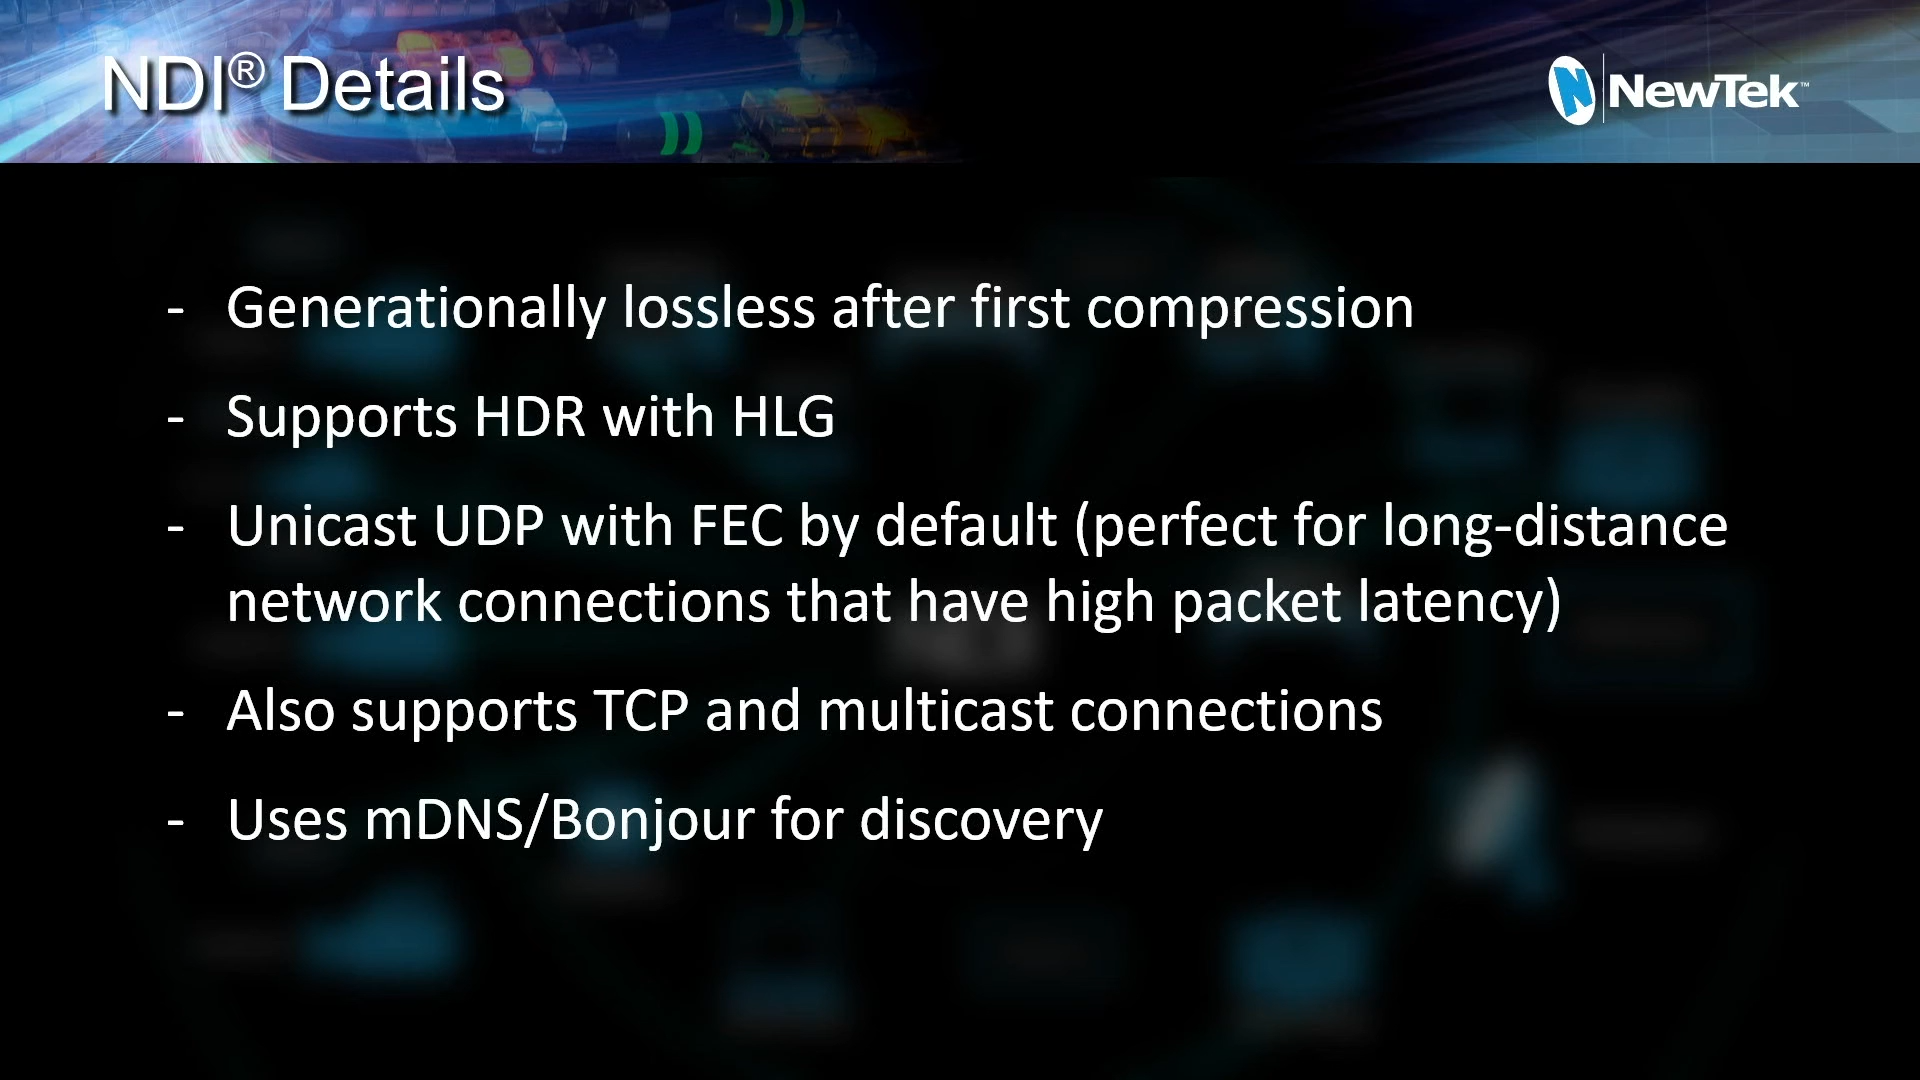 NDI® Details
NewTek™
- Generationally lossless after first compression
- Supports HDR with HLG
- Unicast UDP with FEC by default (perfect for long-distance
network connections that have high packet latency)
- Also supports TCP and multicast connections
- Uses mDNS/Bonjour for discovery